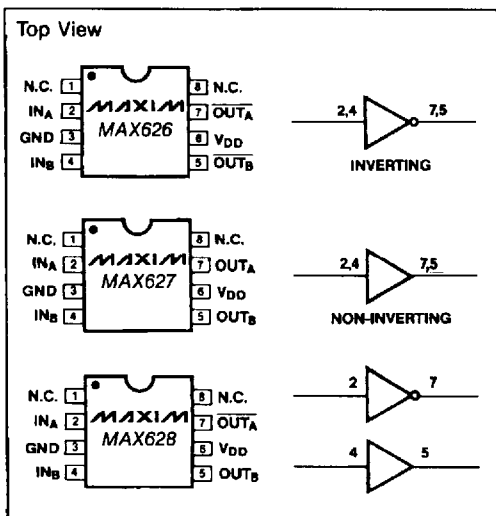 Top View
N.C. 1 MAXIM MAX626 8 N.C.
IN_A 2 7 O̅U̅T̅_A̅
GND 3 6 V_DD
IN_B 4 5 O̅U̅T̅_B̅
2,4 7,5
INVERTING
N.C. 1 MAXIM MAX627 8 N.C.
IN_A 2 7 OUT_A
GND 3 6 V_DD
IN_B 4 5 OUT_B
2,4 7,5
NON-INVERTING
N.C. 1 MAXIM MAX628 8 N.C.
IN_A 2 7 O̅U̅T̅_A̅
GND 3 6 V_DD
IN_B 4 5 OUT_B
2 7
4 5